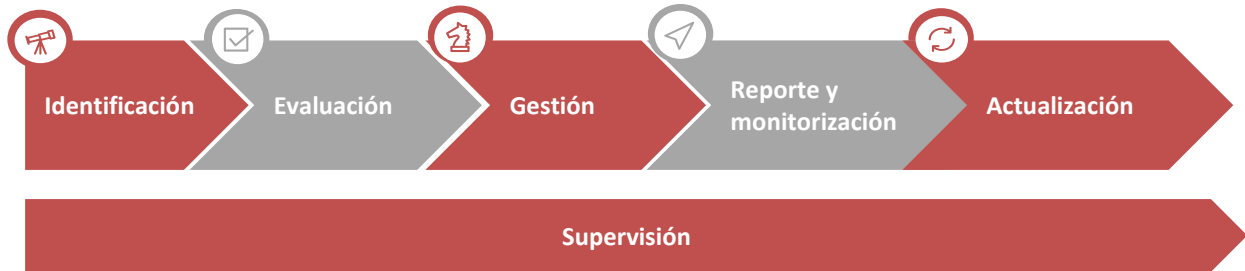 Identificación
Evaluación
Gestión
Reporte y
monitorización
Actualización
Supervisión